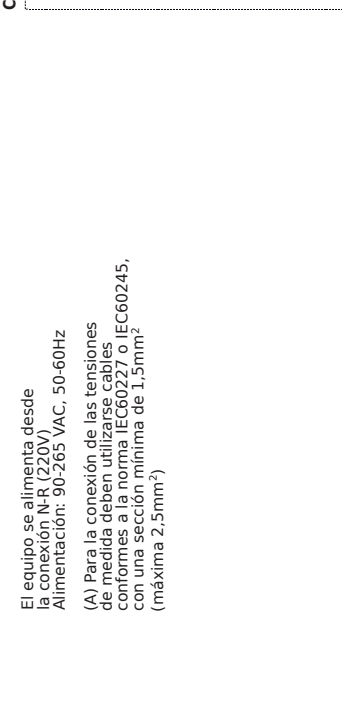 El equipo se alimenta desde
la conexión N-R (220V)
Alimentación: 90-265 VAC, 50-60Hz
(A) Para la conexión de las tensiones
de medida deben utilizarse cables
conformes a la norma IEC60227 o IEC60245,
con una sección mínima de 1,5mm²
(máxima 2,5mm²)